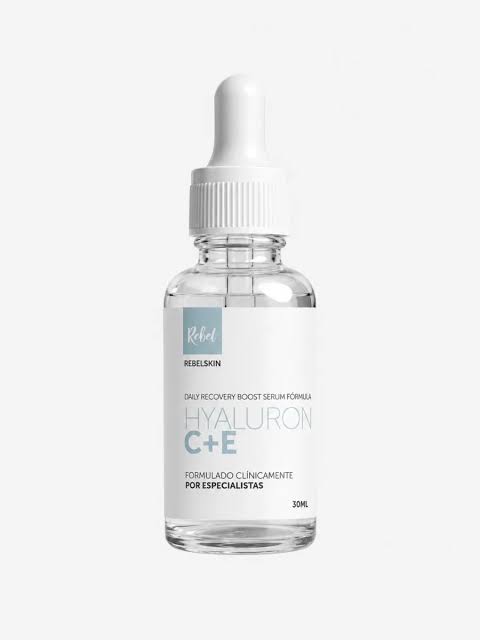 Rebel
REBELSKIN
DAILY RECOVERY BOOST SERUM FÓRMULA
HYALURON
C+E
FORMULADO CLÍNICAMENTE
POR ESPECIALISTAS
30ML